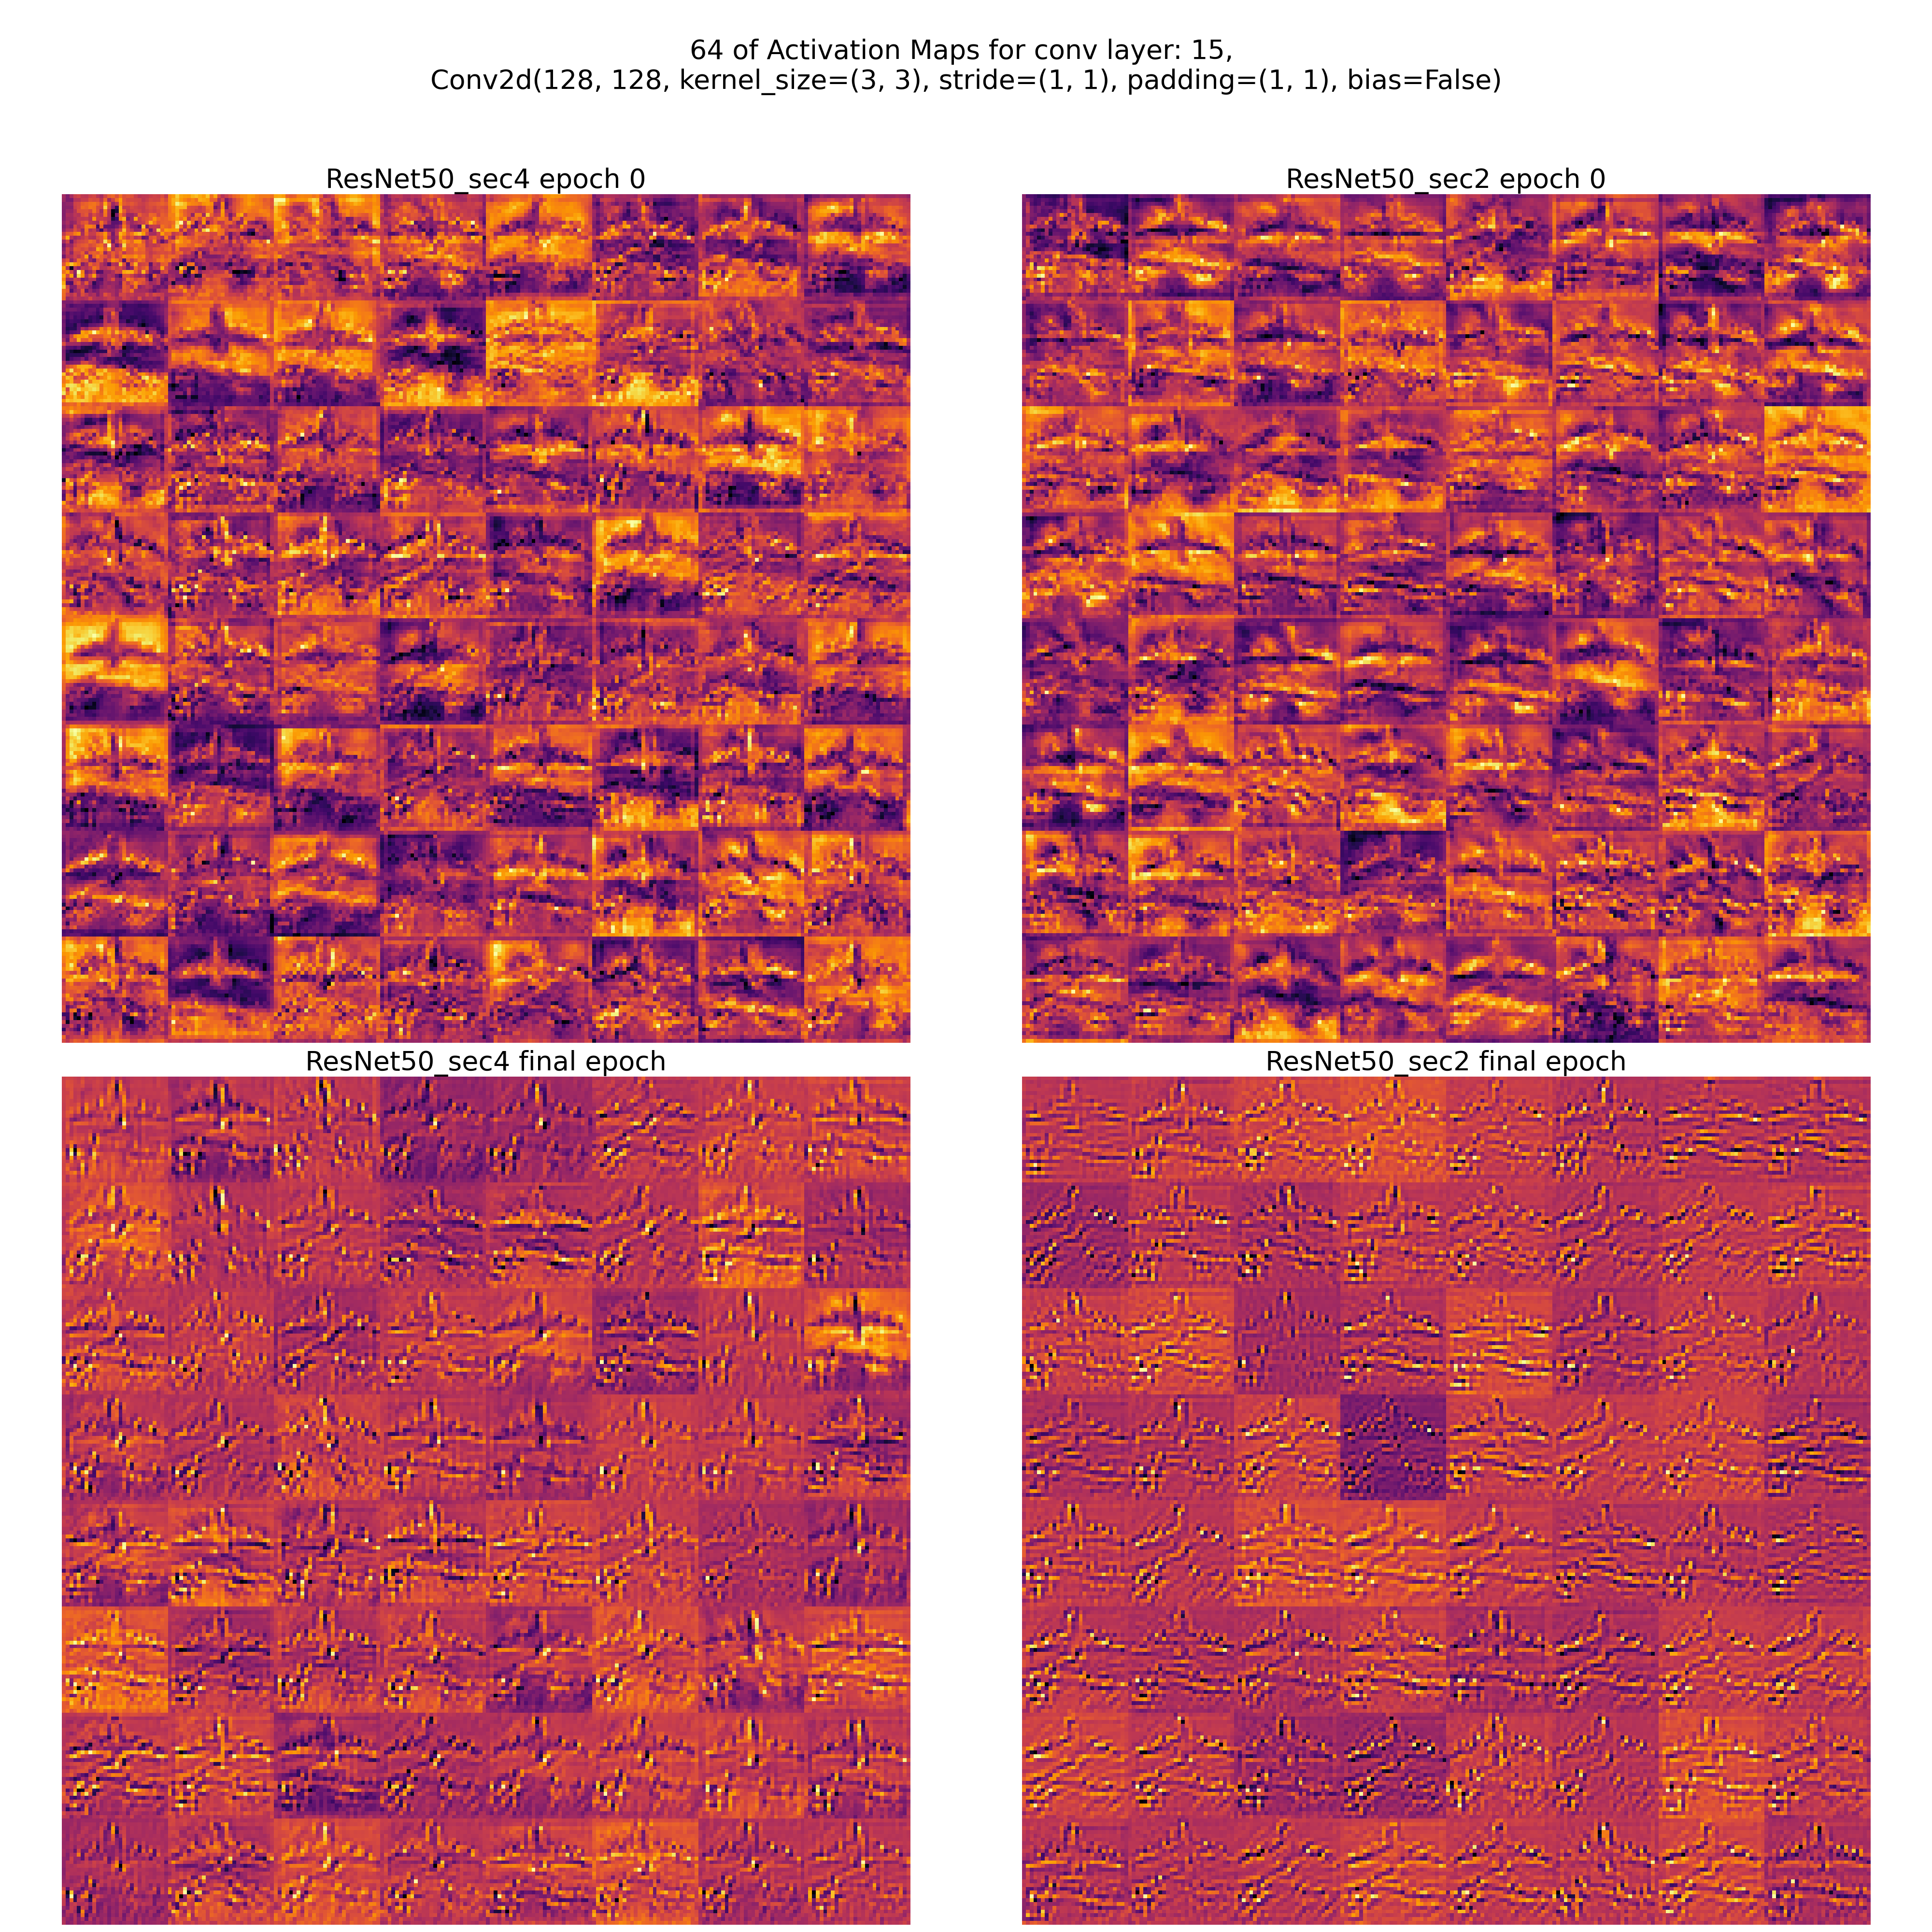 64 of Activation Maps for conv layer: 15,
Conv2d(128, 128, kernel_size=(3, 3), stride=(1, 1), padding=(1, 1), bias=False)
ResNet50_sec4 epoch 0
ResNet50_sec2 epoch 0
ResNet50_sec4 final epoch
ResNet50_sec2 final epoch